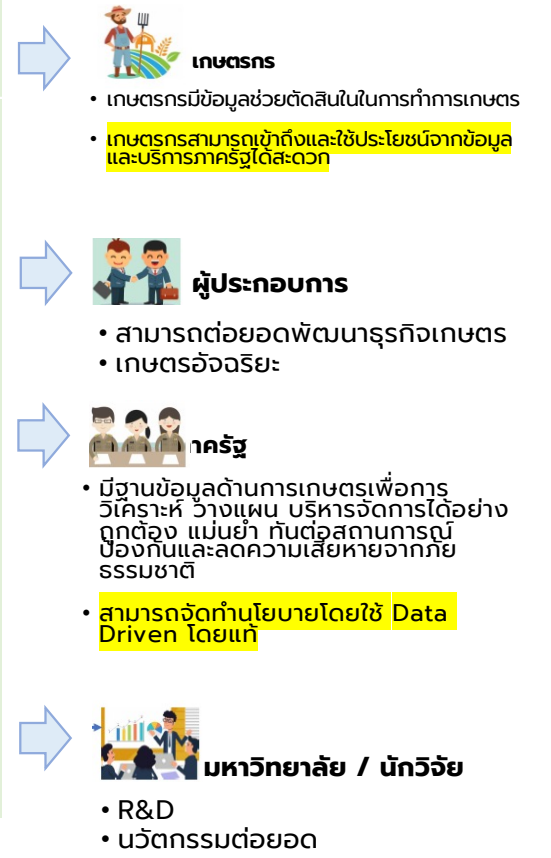 เกษตรกร
• เกษตรกรมีข้อมูลช่วยตัดสินในในการทำการเกษตร
• เกษตรกรสามารถเข้าถึงและใช้ประโยชน์จากข้อมูล
และบริการภาครัฐได้สะดวก
ผู้ประกอบการ
• สามารถต่อยอดพัฒนาธุรกิจเกษตร
• เกษตรอัจฉริยะ
าครัฐ
• มีฐานข้อมูลด้านการเกษตรเพื่อการ
วิเคราะห์ วางแผน บริหารจัดการได้อย่าง
ถูกต้อง แม่นยำ ทันต่อสถานการณ์
ป้องกันและลดความเสียหายจากภัย
ธรรมชาติ
• สามารถจัดทำนโยบายโดยใช้ Data
Driven โดยแท้
มหาวิทยาลัย / นักวิจัย
• R&D
• นวัตกรรมต่อยอด